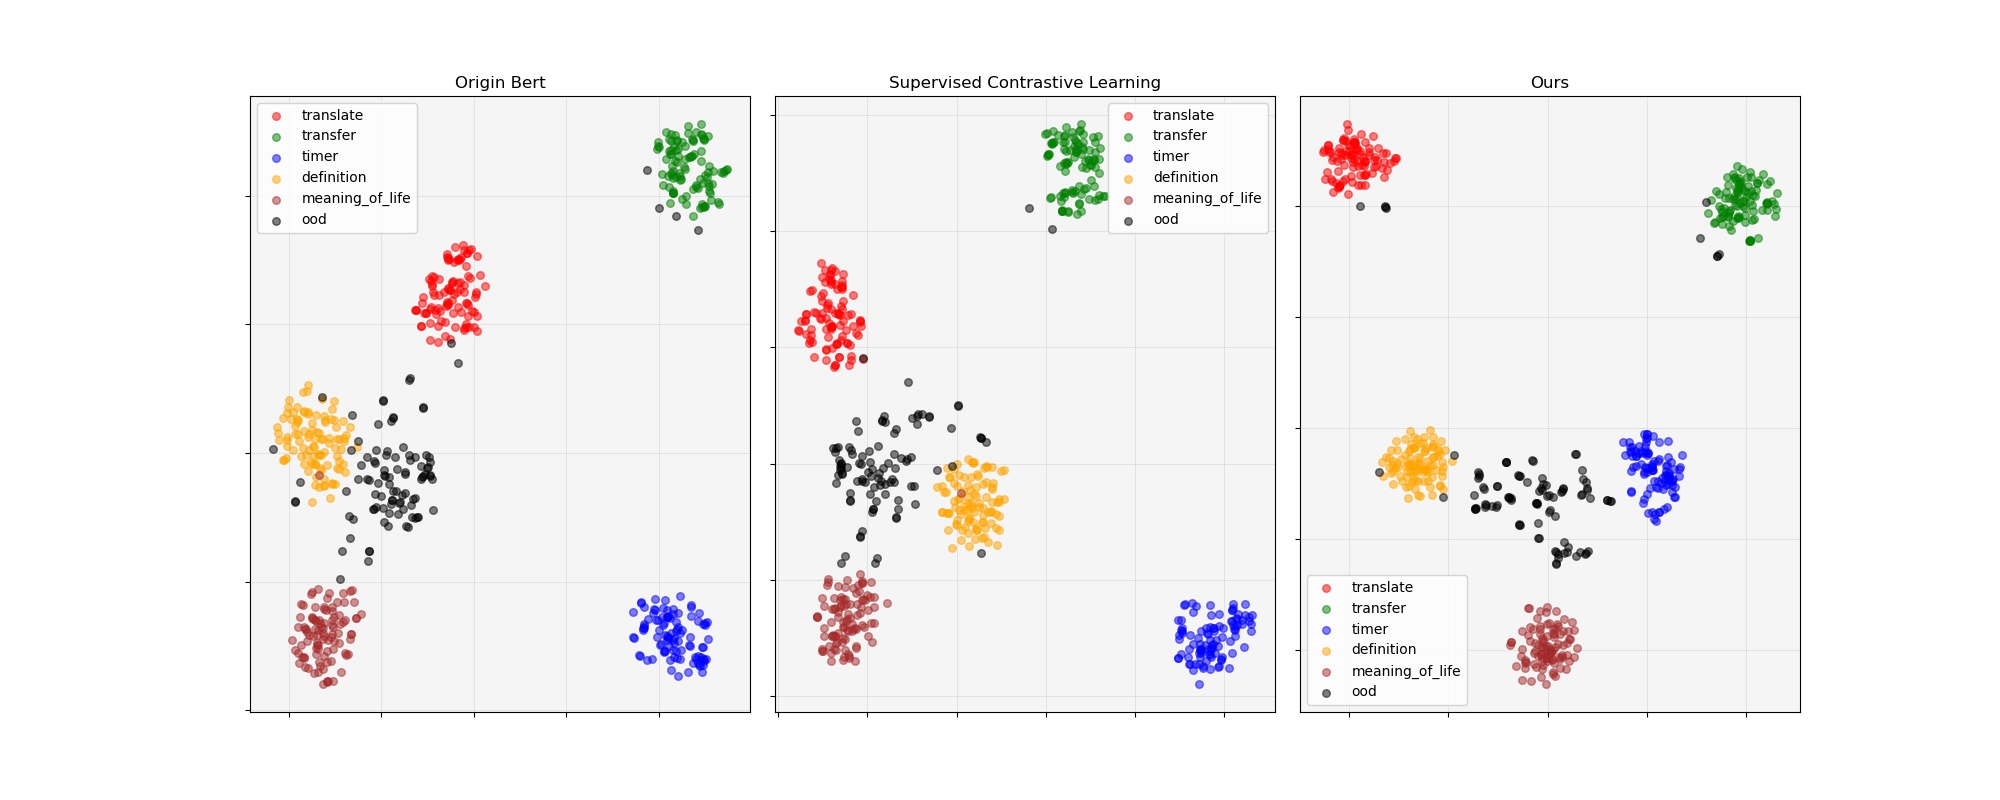 Origin Bert
translate
transfer
timer
definition
meaning_of_life
ood
Supervised Contrastive Learning
translate
transfer
timer
definition
meaning_of_life
ood
Ours
translate
transfer
timer
definition
meaning_of_life
ood